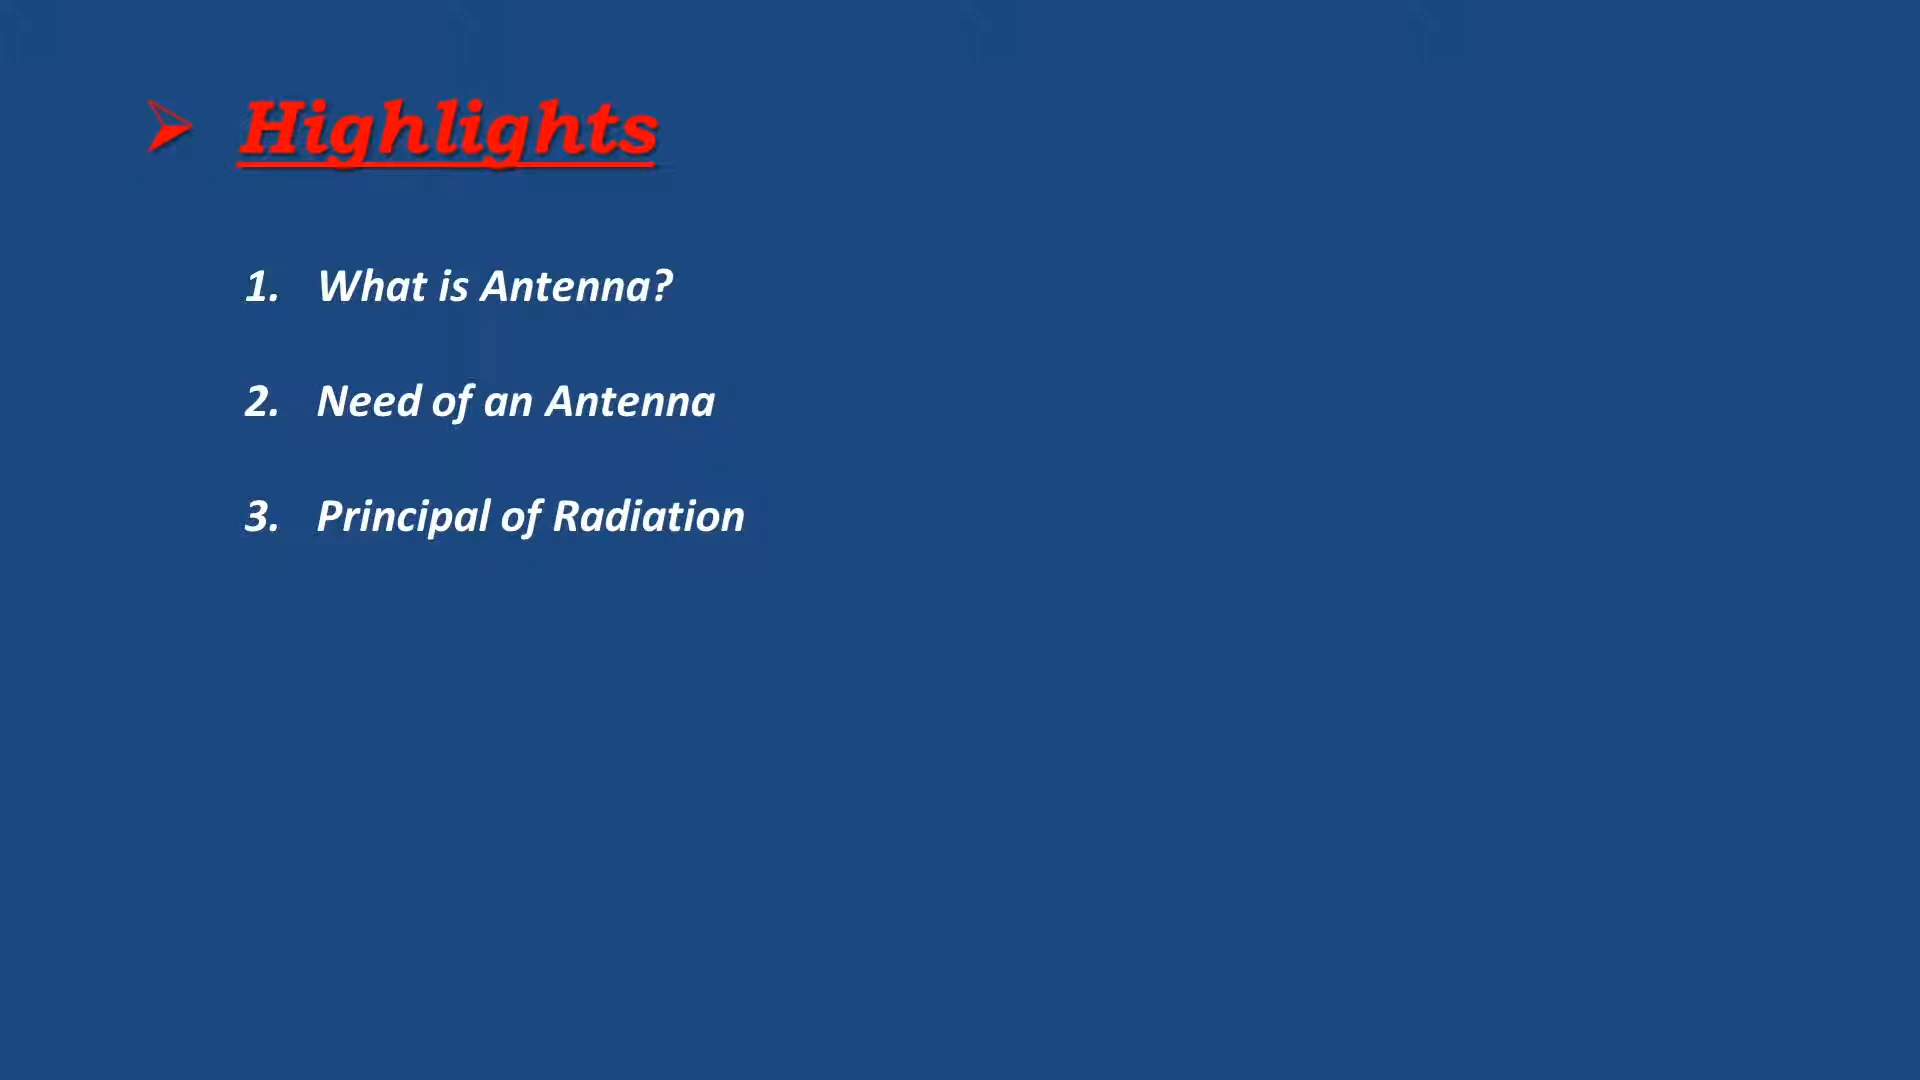 ➢ Highlights
1. What is Antenna?
2. Need of an Antenna
3. Principal of Radiation